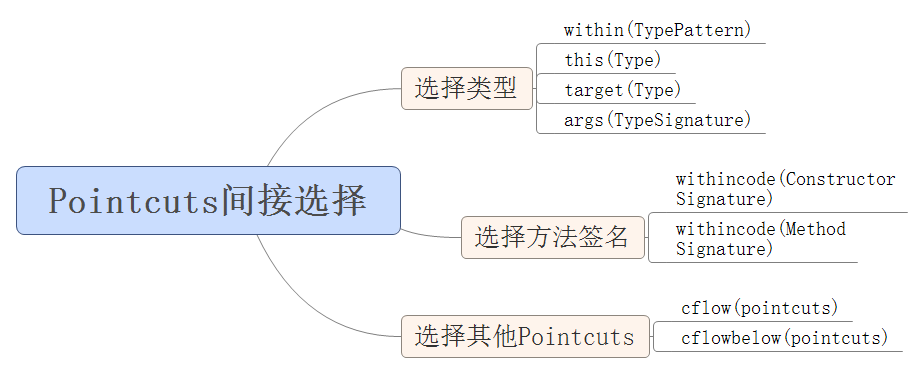 Pointcuts间接选择
选择类型
within(TypePattern)
this(Type)
target(Type)
args(TypeSignature)
选择方法签名
withincode(Constructor
Signature)
withincode(Method
Signature)
选择其他Pointcuts
cflow(pointcuts)
cflowbelow(pointcuts)